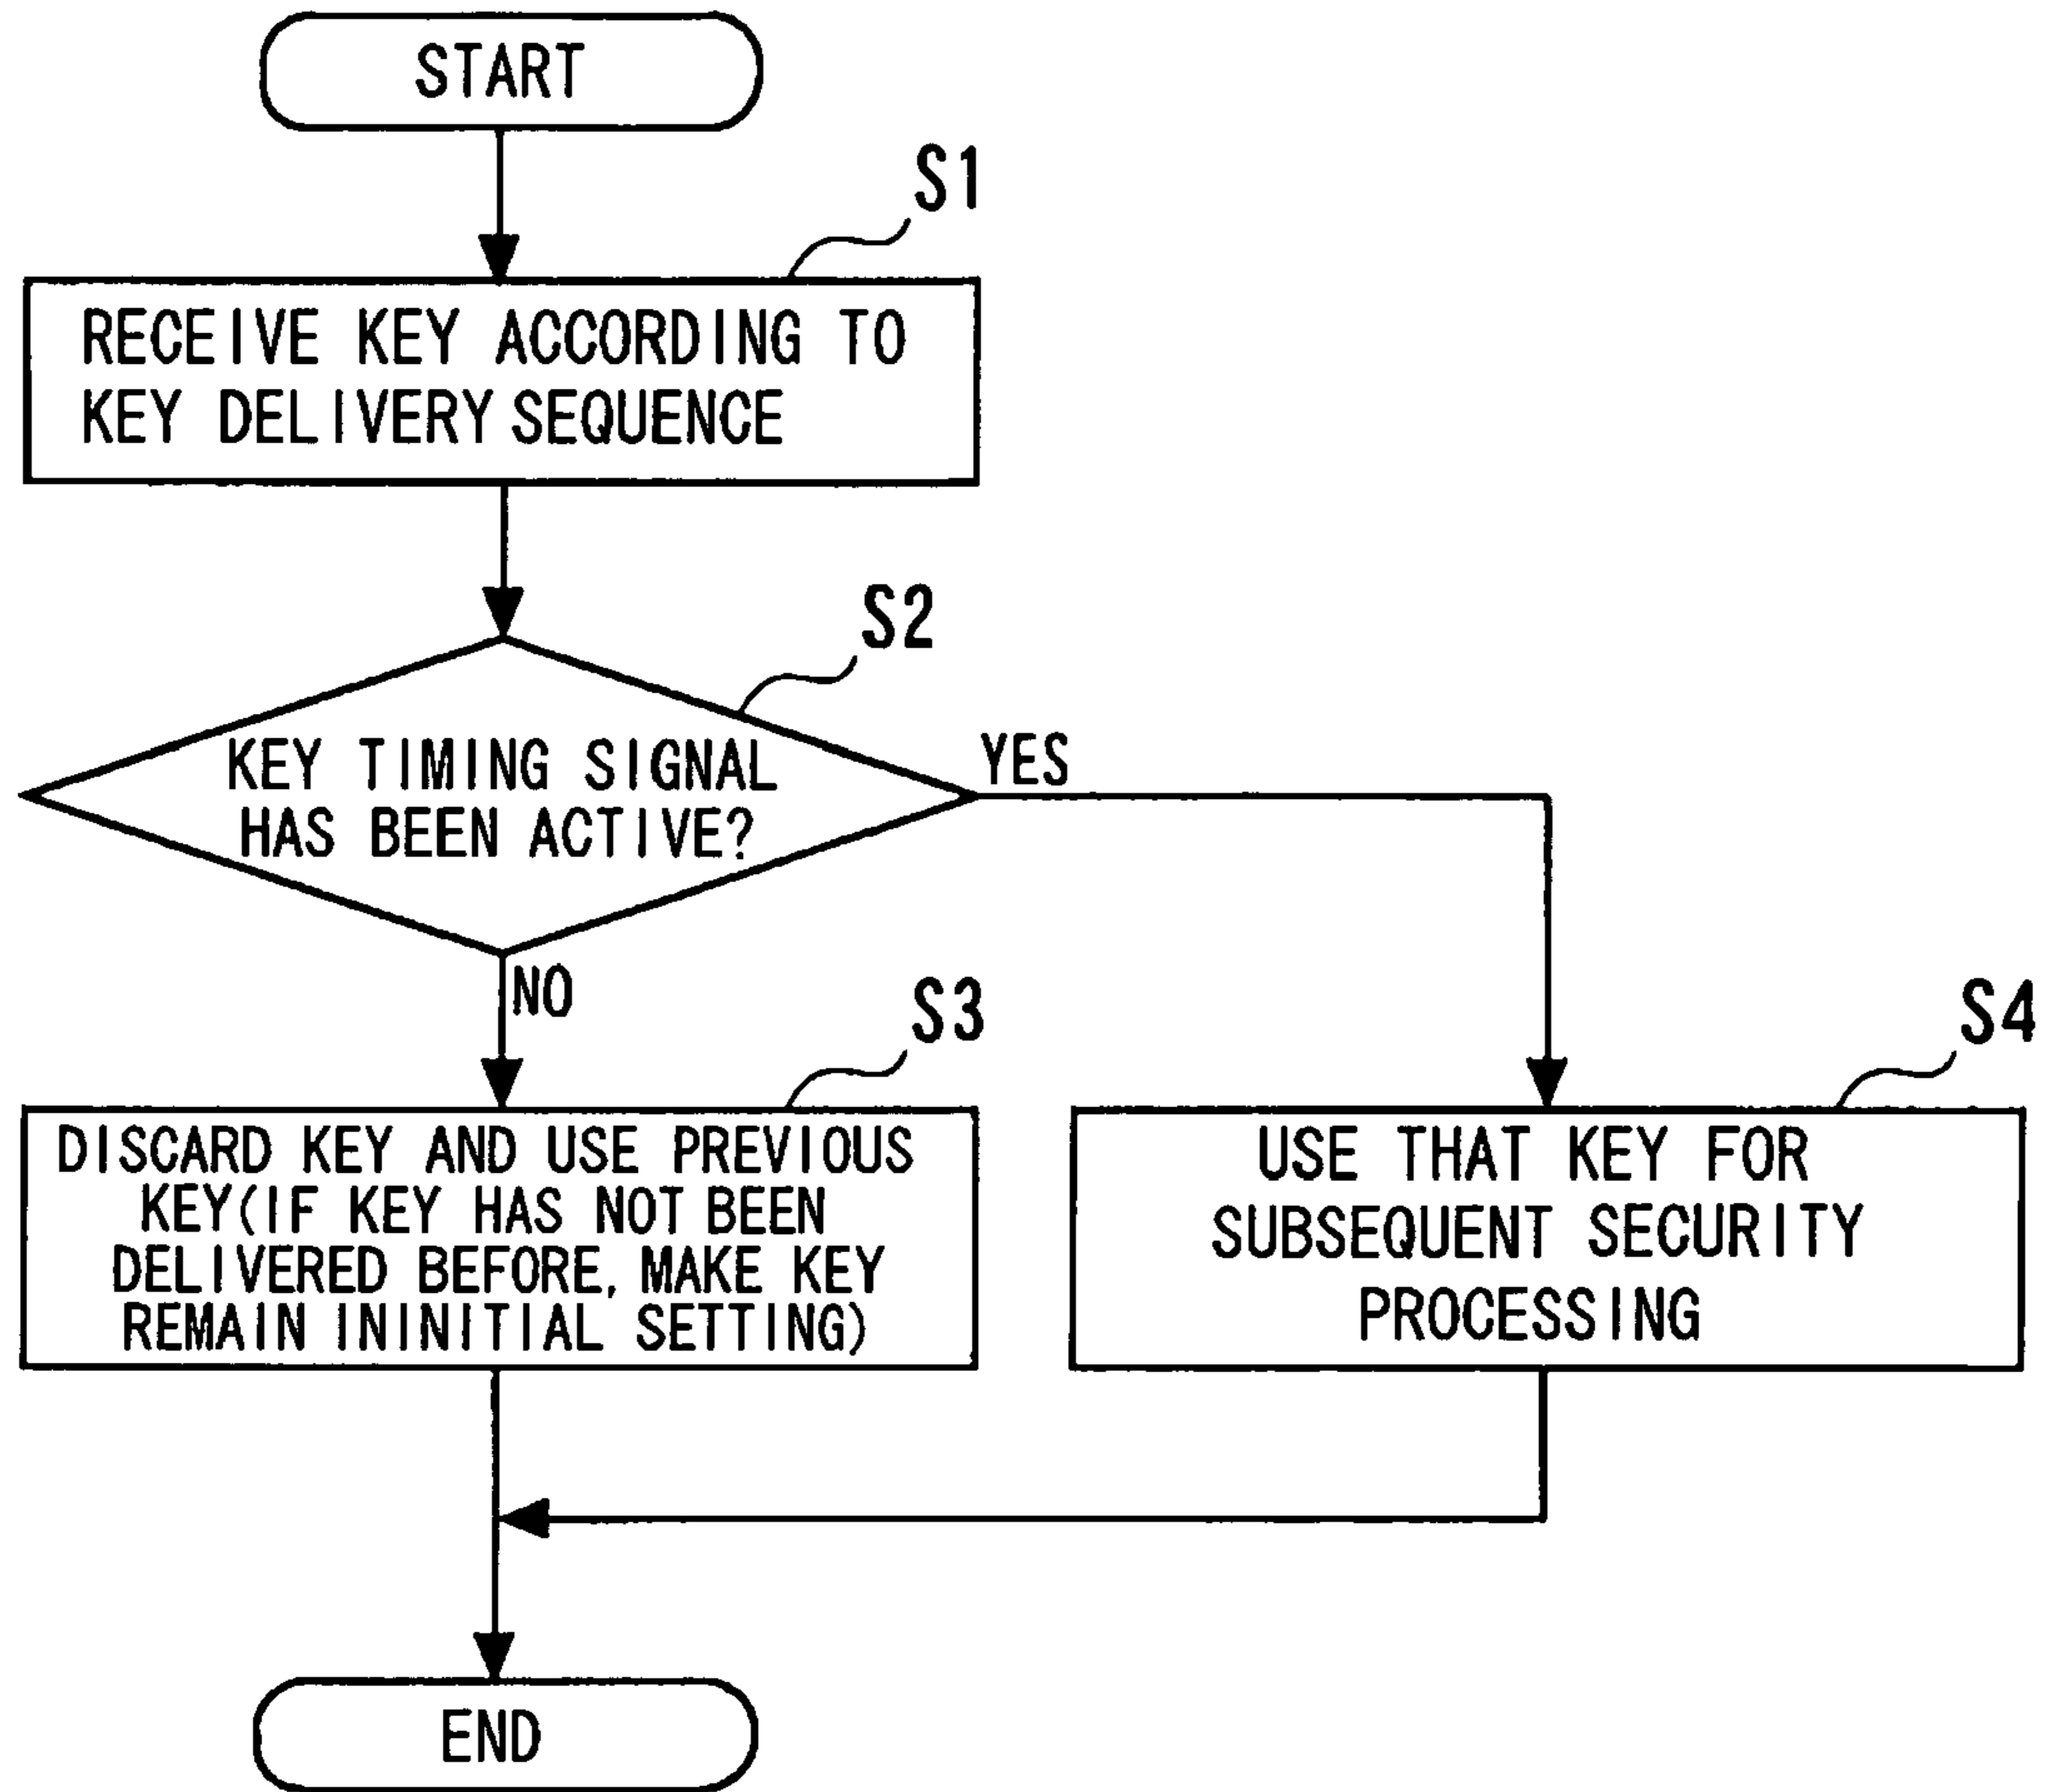 START
S1
RECEIVE KEY ACCORDING TO
KEY DELIVERY SEQUENCE
S2
KEY TIMING SIGNAL
HAS BEEN ACTIVE?
YES
NO
S3
DISCARD KEY AND USE PREVIOUS
KEY(IF KEY HAS NOT BEEN
DELIVERED BEFORE, MAKE KEY
REMAIN ININITIAL SETTING)
S4
USE THAT KEY FOR
SUBSEQUENT SECURITY
PROCESSING
END